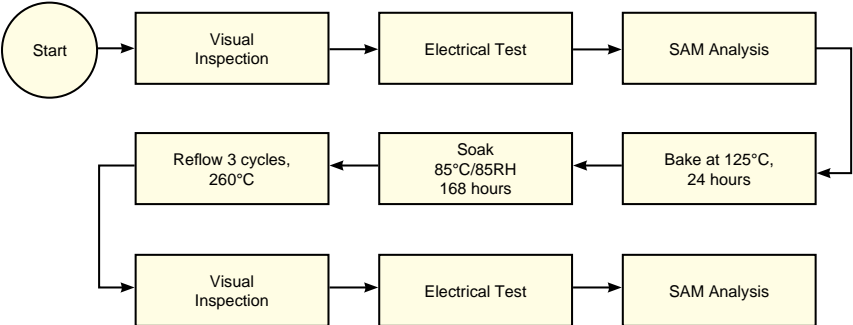 Start
Visual
Inspection
Electrical Test
SAM Analysis
Bake at 125°C,
24 hours
Soak
85°C/85RH
168 hours
Reflow 3 cycles,
260°C
Visual
Inspection
Electrical Test
SAM Analysis